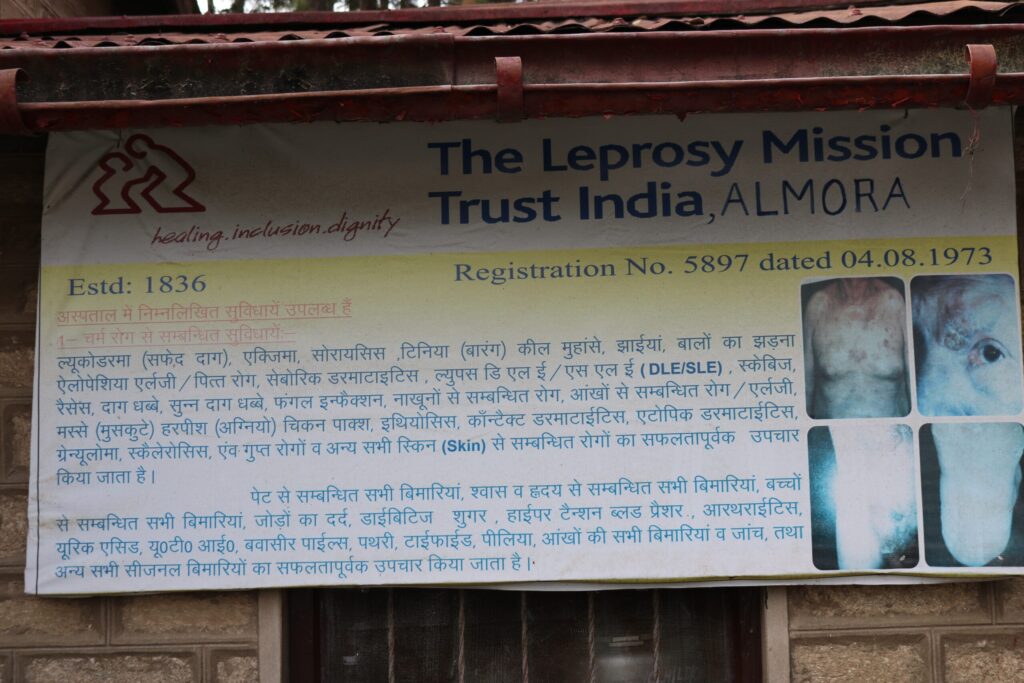 The Leprosy Mission
Trust India, ALMORA
healing.inclusion.dignity
Estd: 1836
Registration No. 5897 dated 04.08.1973
अस्पताल में निम्नलिखित सुविधायें उपलब्ध हैं
1– चर्म रोग से सम्बन्धित सुविधायें:–
ल्यूकोडरमा (सफेद दाग), एक्जिमा, सोरायसिस ,टिनिया (बारंग) कील मुहांसे, झाईयां, बालों का झड़ना
ऐलोपेशिया एर्लजी / पित्त रोग, सेबोरिक डरमाटाइटिस , ल्युपस डि एल ई / एस एल ई ( DLE/SLE) , स्केबिज,
रैसेस, दाग धब्बे, सुन्न दाग धब्बे, फंगल इन्फैक्शन, नाखूनों से सम्बन्धित रोग, आंखों से सम्बन्धित रोग / एर्लजी,
मस्से (मुसकुटे) हरपीश (अग्नियो) चिकन पाक्श, इथियोसिस, कॉन्टैक्ट डरमाटाईटिस, एटोपिक डरमाटाईटिस,
ग्रेन्यूलोमा, स्कैलेरोसिस, एंव गुप्त रोगों व अन्य सभी स्किन (Skin) से सम्बन्धित रोगों का सफलतापूर्वक उपचार
किया जाता है।
पेट से सम्बन्धित सभी बिमारियां, श्वास व हृदय से सम्बन्धित सभी बिमारियां, बच्चों
से सम्बन्धित सभी बिमारियां, जोड़ों का दर्द, डाईबिटिज शुगर , हाईपर टैन्शन ब्लड प्रैशर ., आरथराईटिस,
यूरिक एसिड, यू0टी0 आई0, बवासीर पाईल्स, पथरी, टाईफाईड, पीलिया, आंखों की सभी बिमारियां व जांच, तथा
अन्य सभी सीजनल बिमारियों का सफलतापूर्वक उपचार किया जाता है।